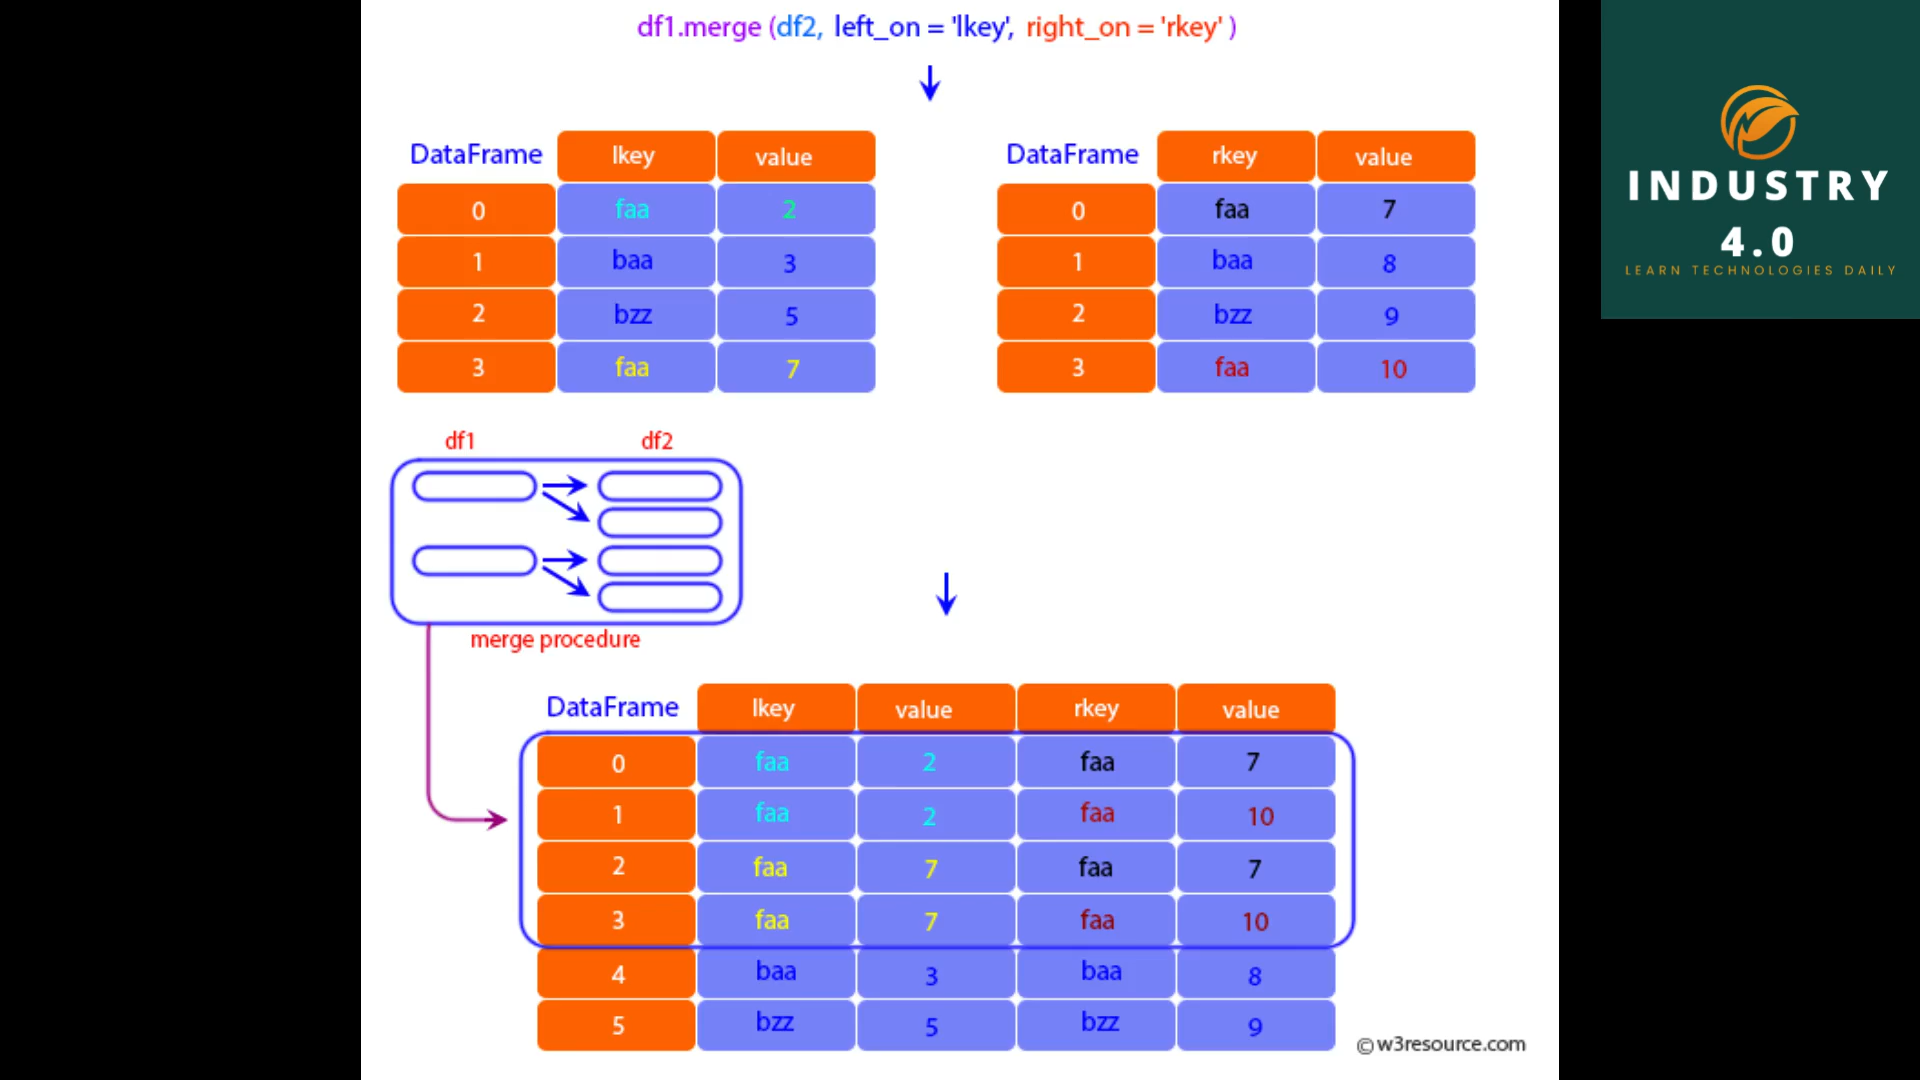 df1.merge (df2, left_on = 'lkey', right_on = 'rkey' )
DataFrame lkey value
0 faa 2
1 baa 3
2 bzz 5
3 faa 7
DataFrame rkey value
0 faa 7
1 baa 8
2 bzz 9
3 faa 10
INDUSTRY
4.0
LEARN TECHNOLOGIES DAILY
df1 df2
merge procedure
DataFrame lkey value rkey value
0 faa 2 faa 7
1 faa 2 faa 10
2 faa 7 faa 7
3 faa 7 faa 10
4 baa 3 baa 8
5 bzz 5 bzz 9
© w3resource.com